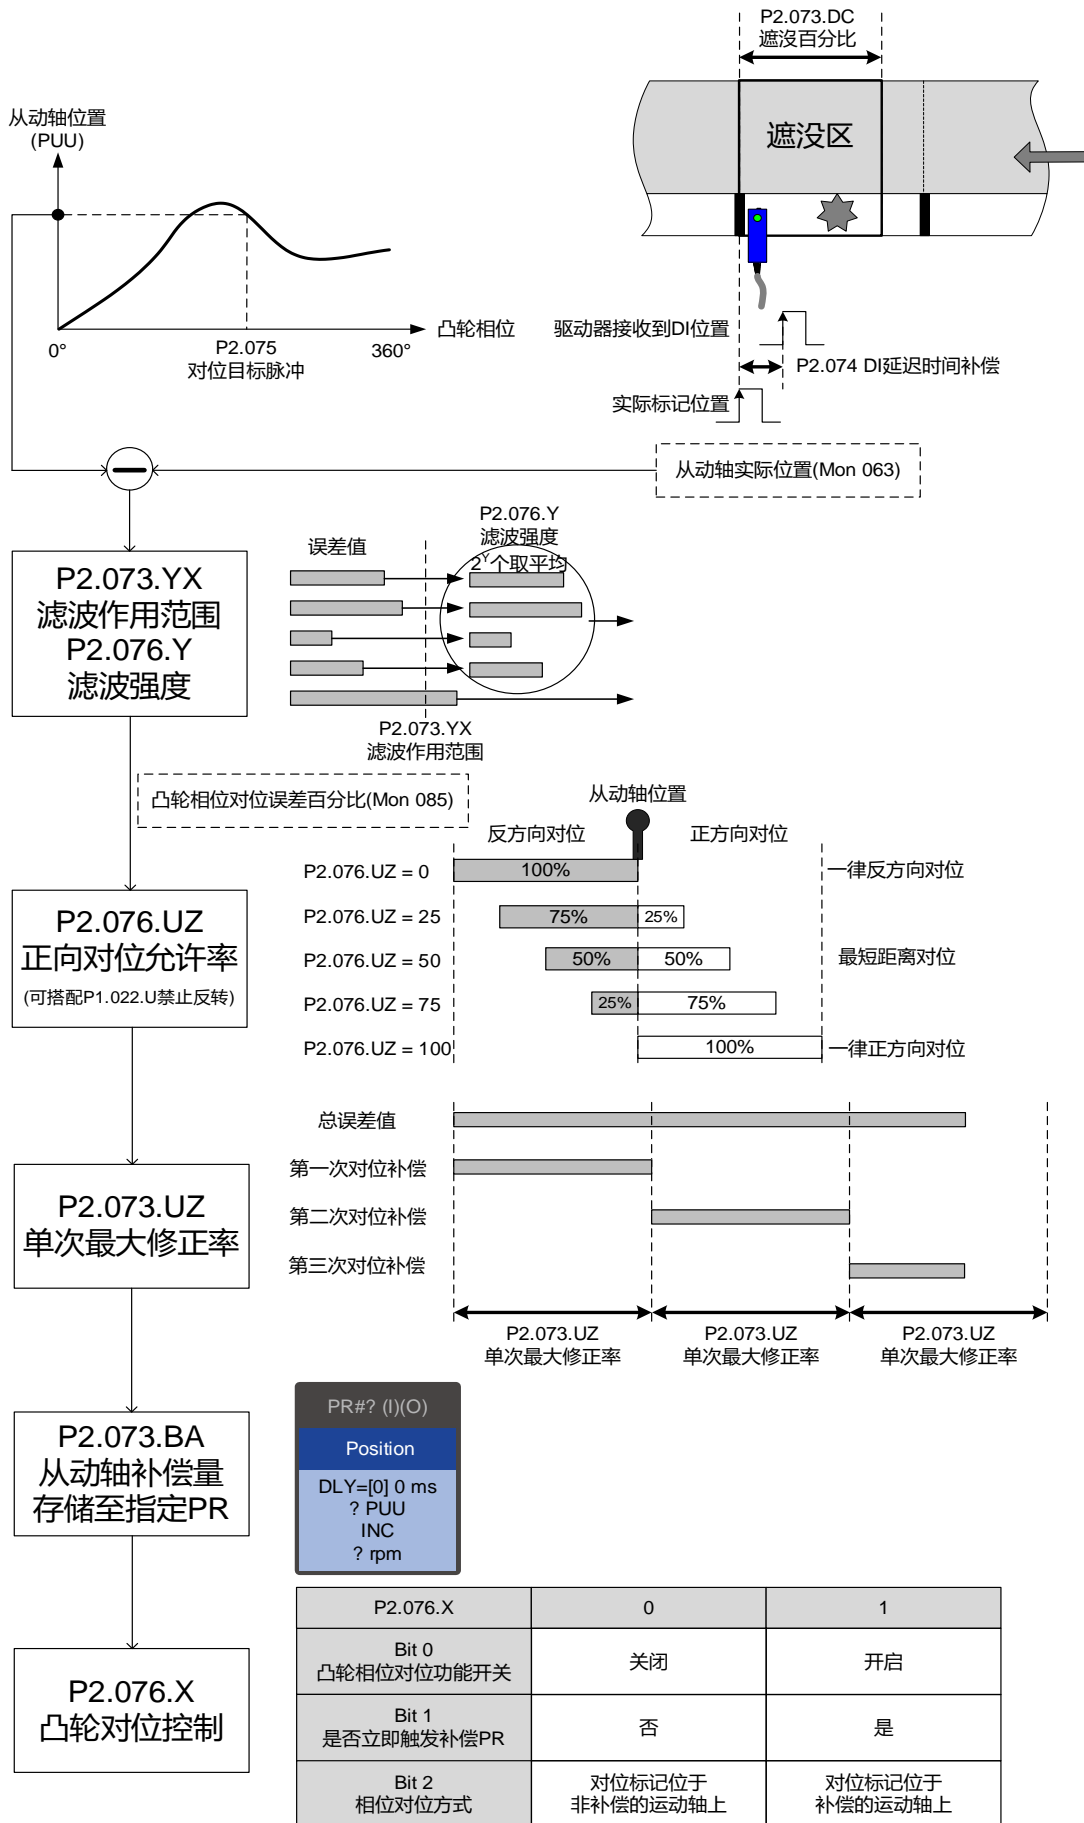 P2.073.DC
遮沒百分比
从动轴位置
(PUU)
遮没区
0°
P2.075
对位目标脉冲
360°
凸轮相位
驱动器接收到DI位置
P2.074 DI延迟时间补偿
实际标记位置
从动轴实际位置(Mon 063)
P2.073.YX
滤波作用范围
P2.076.Y
滤波强度
误差值
P2.076.Y
滤波强度
2^Y个取平均
P2.073.YX
滤波作用范围
凸轮相位对位误差百分比(Mon 085)
从动轴位置
反方向对位
正方向对位
P2.076.UZ = 0
100%
一律反方向对位
P2.076.UZ
正向对位允许率
(可搭配P1.022.U禁止反转)
P2.076.UZ = 25
75%
25%
P2.076.UZ = 50
50%
50%
最短距离对位
P2.076.UZ = 75
25%
75%
P2.076.UZ = 100
100%
一律正方向对位
总误差值
第一次对位补偿
第二次对位补偿
第三次对位补偿
P2.073.UZ
单次最大修正率
P2.073.UZ
单次最大修正率
P2.073.UZ
单次最大修正率
P2.073.UZ
单次最大修正率
P2.073.BA
从动轴补偿量
存储至指定PR
PR#? (I)(O)
Position
DLY=[0] 0 ms
? PUU
INC
? rpm
P2.076.X
凸轮对位控制
P2.076.X
0
1
Bit 0
凸轮相位对位功能开关
关闭
开启
Bit 1
是否立即触发补偿PR
否
是
Bit 2
相位对位方式
对位标记位于
非补偿的运动轴上
对位标记位于
补偿的运动轴上